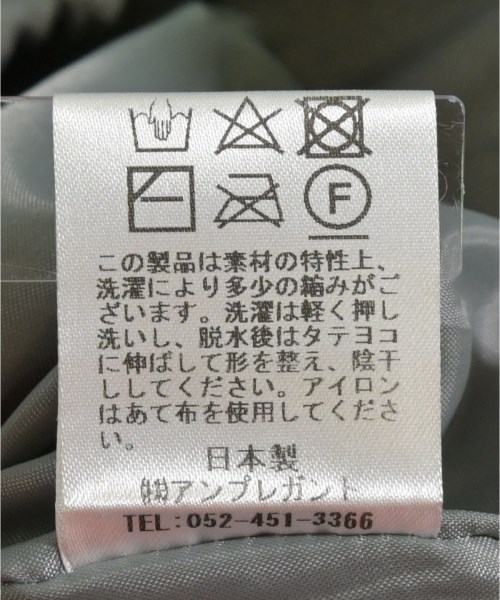 F
この製品は素材の特性上、
洗濯により多少の縮みがご
ざいます。洗濯は軽く押し
洗いし、脱水後はタテヨコ
に伸ばして形を整え、陰干
ししてください。アイロン
はあて布を使用してくださ
い。
日本製
㈱アンプレガント
TEL:052-451-3366